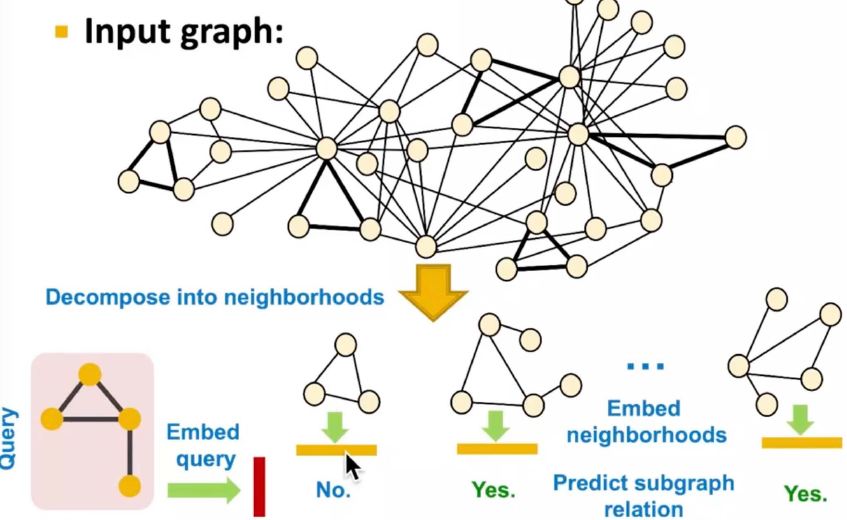 Input graph:
Decompose into neighborhoods
Query
Embed
query
No.
Yes.
...
Embed
neighborhoods
Predict subgraph
relation
Yes.